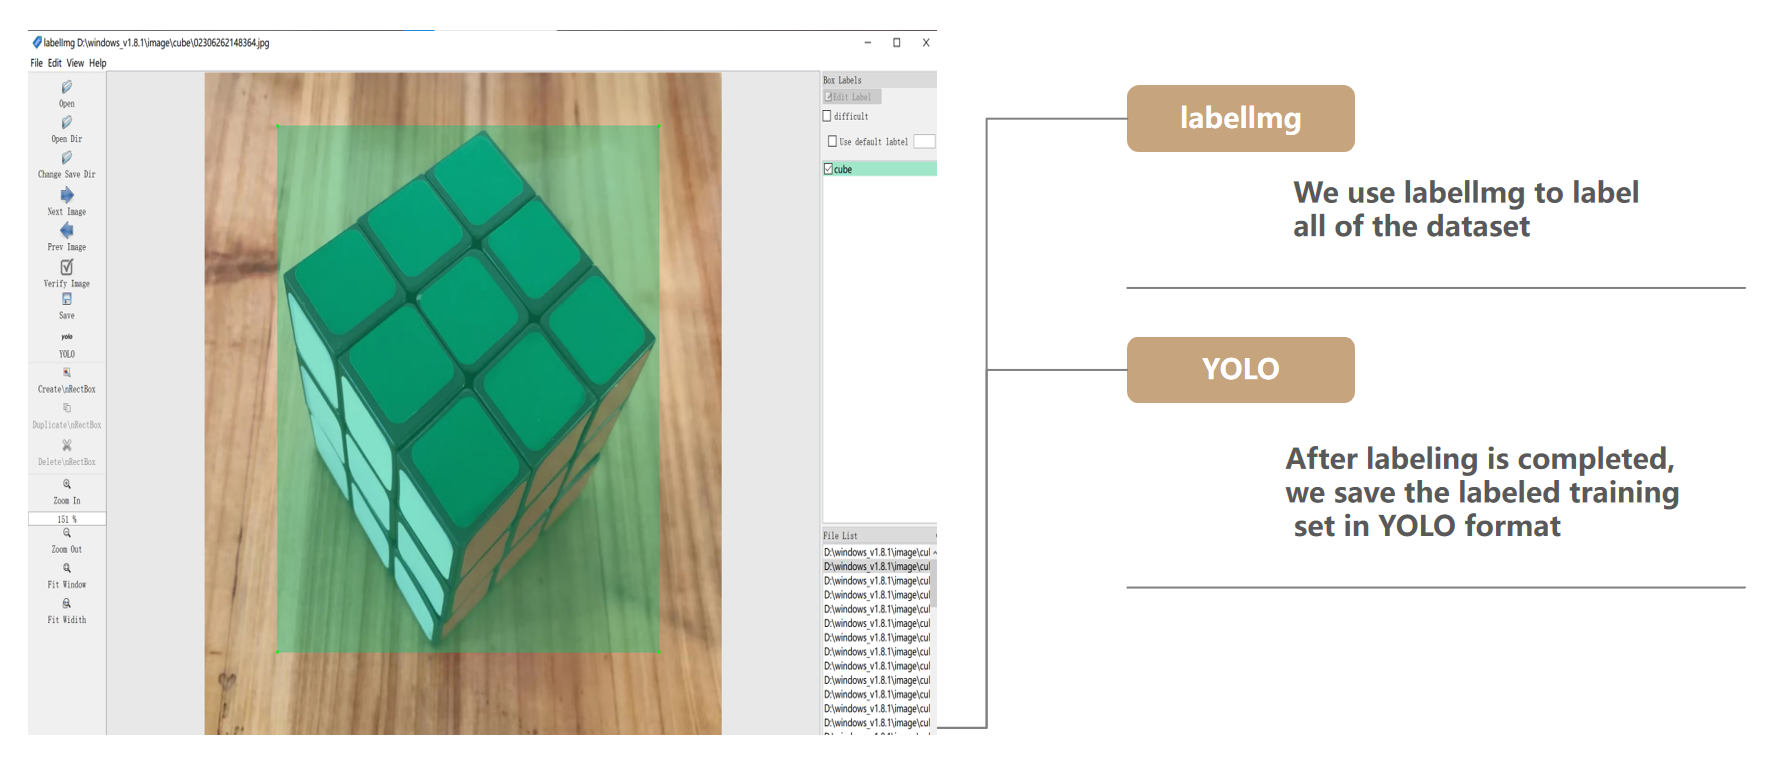 labelImg D:\windows_v1.8.1\image\cube\02306262148364.jpg
File Edit View Help
Open
Open Dir
Change Save Dir
Next Image
Prev Image
Verify Image
Save
yolo
YOLO
Create\nRectBox
Duplicate\nRectBox
Delete\nRectBox
Zoom In
151 %
Zoom Out
Fit Window
Fit Width
Box Labels
Edit Label
difficult
Use default labtel
cube
File List
D:\windows_v1.8.1\image\cul
D:\windows_v1.8.1\image\cul
D:\windows_v1.8.1\image\cul
D:\windows_v1.8.1\image\cul
D:\windows_v1.8.1\image\cul
D:\windows_v1.8.1\image\cul
D:\windows_v1.8.1\image\cul
D:\windows_v1.8.1\image\cul
D:\windows_v1.8.1\image\cul
D:\windows_v1.8.1\image\cul
D:\windows_v1.8.1\image\cul
D:\windows_v1.8.1\image\cul
D:\windows_v1.8.1\image\cul
labelImg
We use labelImg to label
all of the dataset
YOLO
After labeling is completed,
we save the labeled training
set in YOLO format